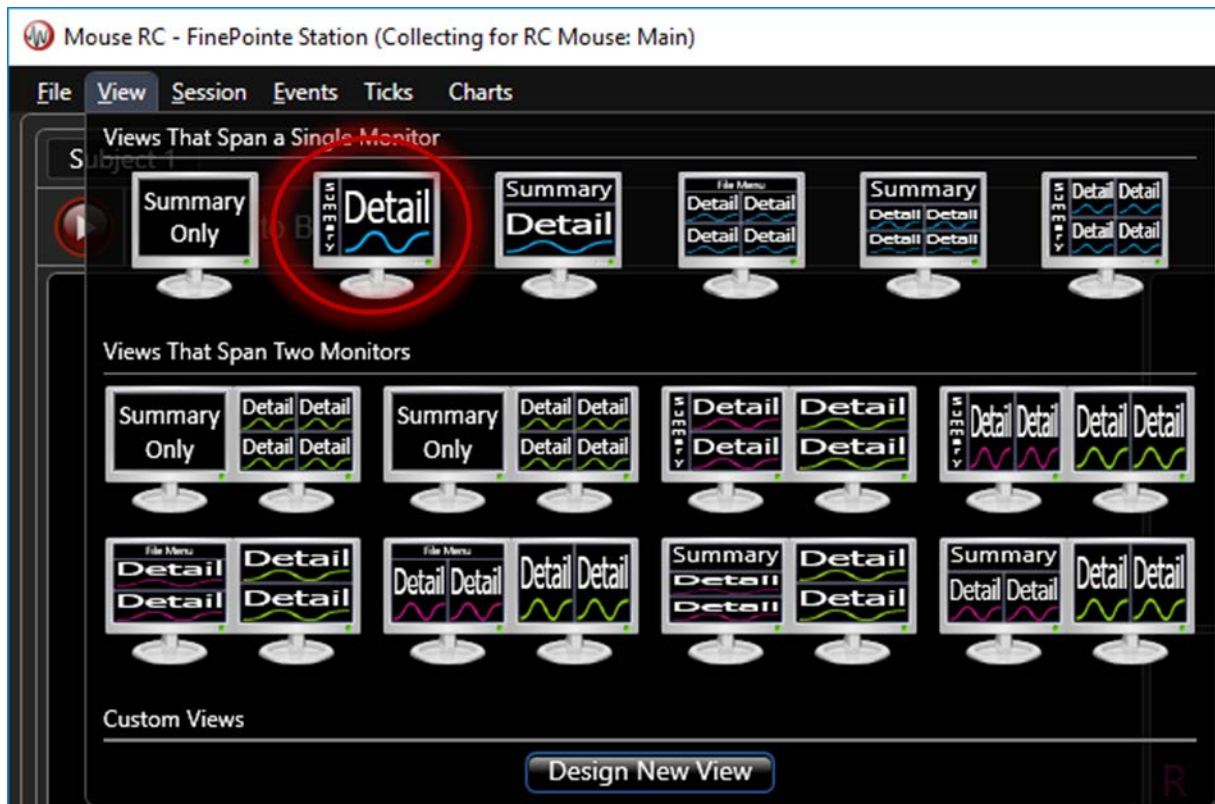 Mouse RC - FinePointe Station (Collecting for RC Mouse: Main)
File View Session Events Ticks Charts
Views That Span a Single Monitor
Subject 1
Summary Only
Summary Detail
Summary Detail
File Menu Detail Detail Detail Detail
Summary Detail Detail Detail Detail
Summary Detail Detail Detail Detail
to B
Views That Span Two Monitors
Summary Only Detail Detail Detail Detail
Summary Only Detail Detail Detail Detail
Summary Detail Detail Detail Detail
Summary Detail Detail Detail Detail
File Menu Detail Detail Detail Detail
File Menu Detail Detail Detail Detail
Summary Detail Detail Detail Detail
Summary Detail Detail Detail Detail
Custom Views
Design New View
R